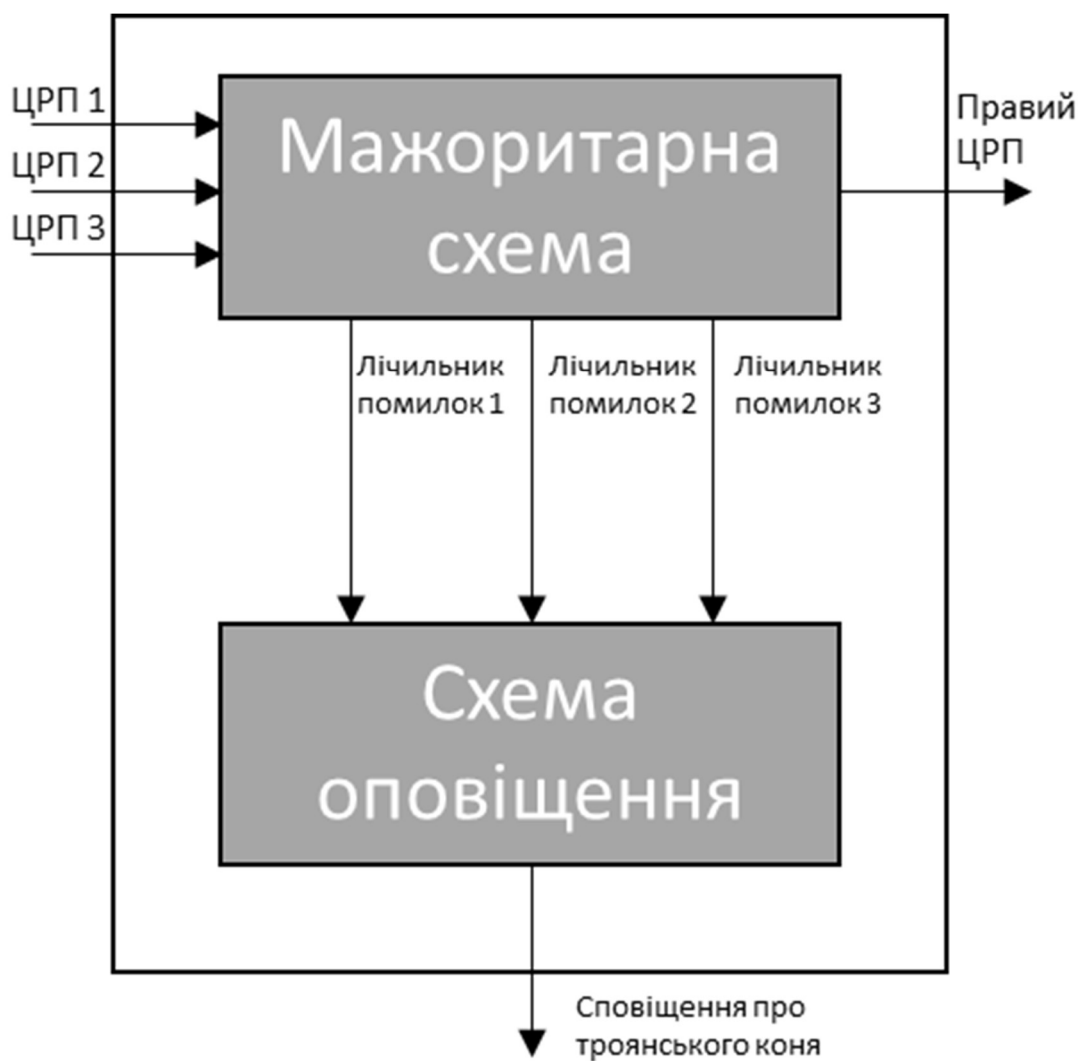 ЦРП 1
ЦРП 2
ЦРП 3
Мажоритарна
схема
Правий
ЦРП
Лічильник
помилок 1
Лічильник
помилок 2
Лічильник
помилок 3
Схема
оповіщення
Сповіщення про
троянського коня